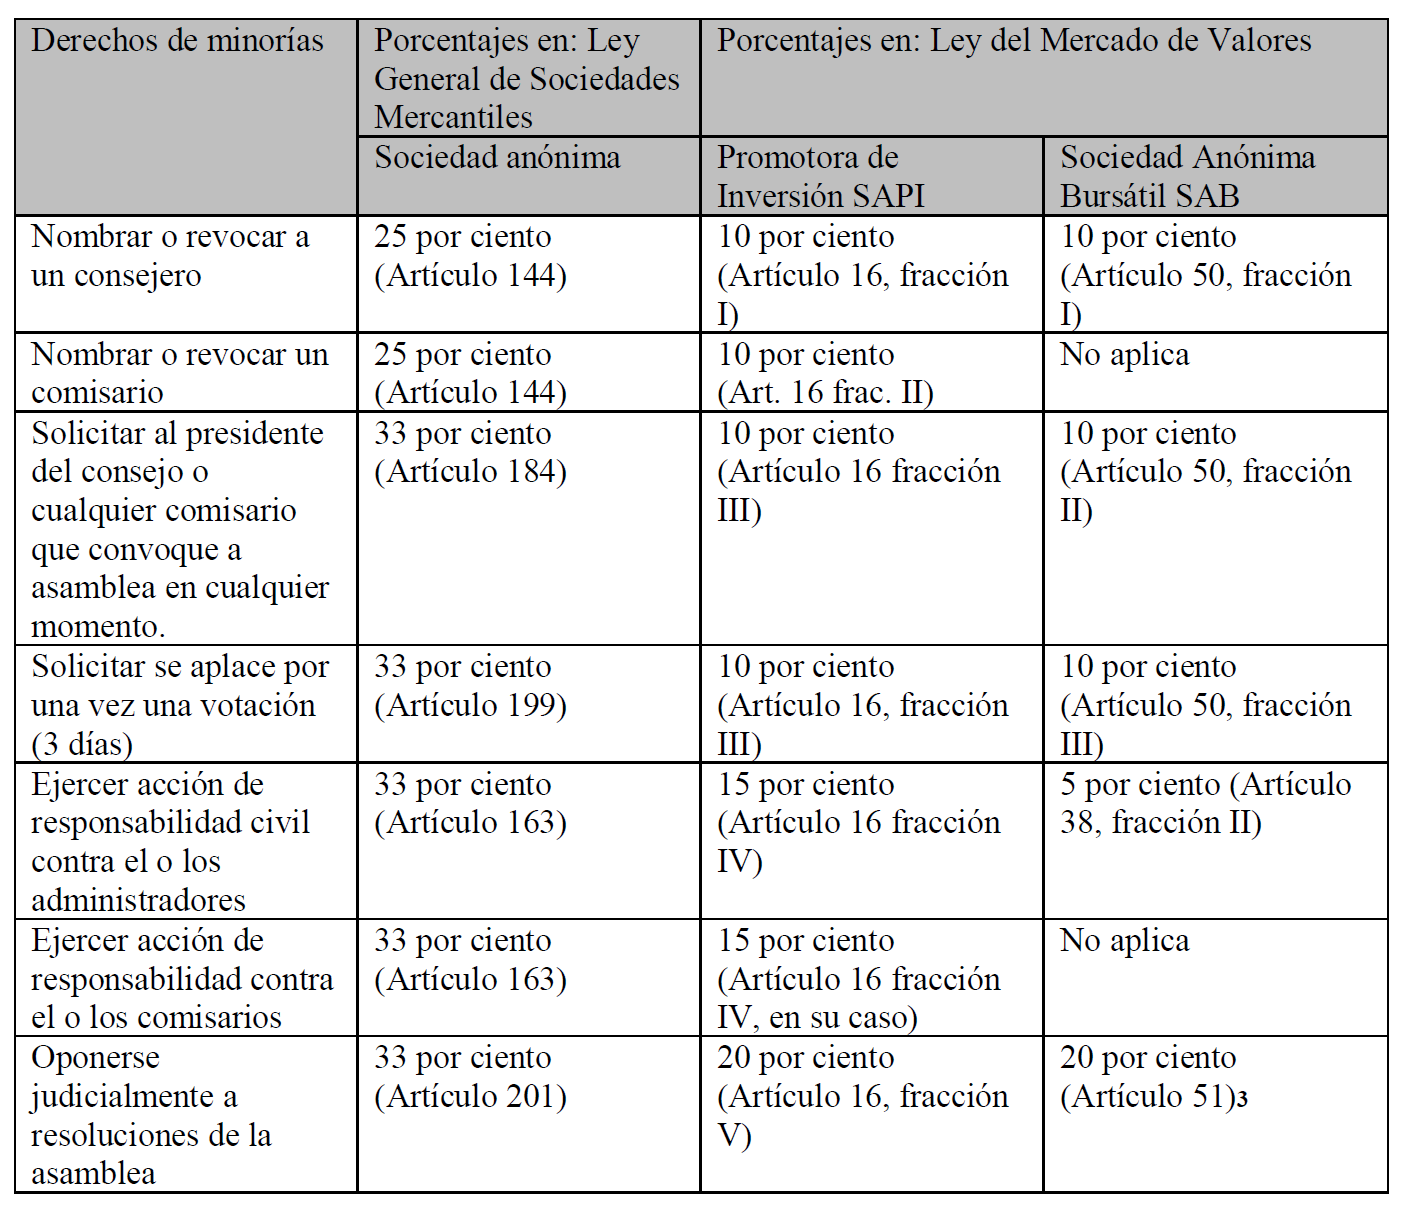 Derechos de minorías
Porcentajes en: Ley
General de Sociedades
Mercantiles
Porcentajes en: Ley del Mercado de Valores
Sociedad anónima
Promotora de
Inversión SAPI
Sociedad Anónima
Bursátil SAB
Nombrar o revocar a
un consejero
25 por ciento
(Artículo 144)
10 por ciento
(Artículo 16, fracción
I)
10 por ciento
(Artículo 50, fracción
I)
Nombrar o revocar un
comisario
25 por ciento
(Artículo 144)
10 por ciento
(Art. 16 frac. II)
No aplica
Solicitar al presidente
del consejo o
cualquier comisario
que convoque a
asamblea en cualquier
momento.
33 por ciento
(Artículo 184)
10 por ciento
(Artículo 16 fracción
III)
10 por ciento
(Artículo 50, fracción
II)
Solicitar se aplace por
una vez una votación
(3 días)
33 por ciento
(Artículo 199)
10 por ciento
(Artículo 16, fracción
III)
10 por ciento
(Artículo 50, fracción
III)
Ejercer acción de
responsabilidad civil
contra el o los
administradores
33 por ciento
(Artículo 163)
15 por ciento
(Artículo 16 fracción
IV)
5 por ciento (Artículo
38, fracción II)
Ejercer acción de
responsabilidad contra
el o los comisarios
33 por ciento
(Artículo 163)
15 por ciento
(Artículo 16 fracción
IV, en su caso)
No aplica
Oponerse
judicialmente a
resoluciones de la
asamblea
33 por ciento
(Artículo 201)
20 por ciento
(Artículo 16, fracción
V)
20 por ciento
(Artículo 51)3